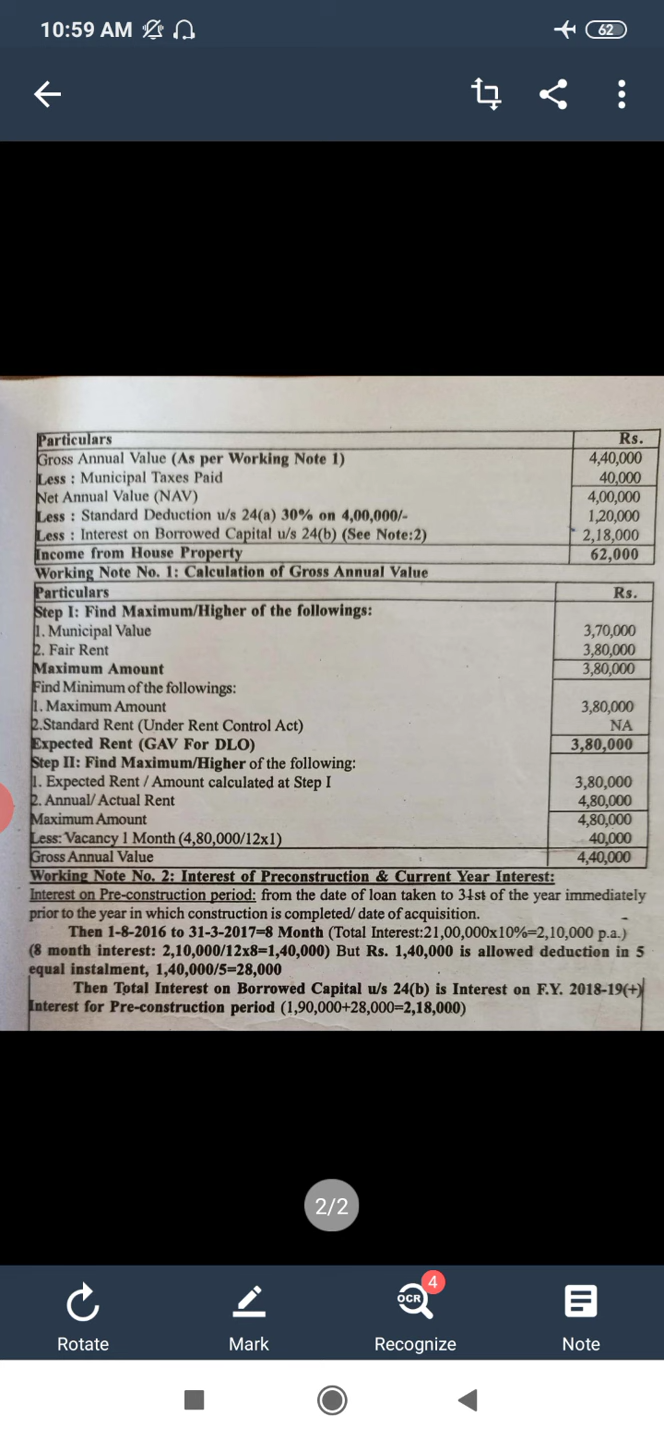 10:59 AM
62
Particulars Rs.
Gross Annual Value (As per Working Note 1) 4,40,000
Less : Municipal Taxes Paid 40,000
Net Annual Value (NAV) 4,00,000
Less : Standard Deduction u/s 24(a) 30% on 4,00,000/- 1,20,000
Less : Interest on Borrowed Capital u/s 24(b) (See Note:2) 2,18,000
Income from House Property 62,000
Working Note No. 1: Calculation of Gross Annual Value
Particulars Rs.
Step I: Find Maximum/Higher of the followings:
1. Municipal Value 3,70,000
2. Fair Rent 3,80,000
Maximum Amount 3,80,000
Find Minimum of the followings:
1. Maximum Amount 3,80,000
2.Standard Rent (Under Rent Control Act) NA
Expected Rent (GAV For DLO) 3,80,000
Step II: Find Maximum/Higher of the following:
1. Expected Rent / Amount calculated at Step I 3,80,000
2. Annual/ Actual Rent 4,80,000
Maximum Amount 4,80,000
Less: Vacancy 1 Month (4,80,000/12x1) 40,000
Gross Annual Value 4,40,000
Working Note No. 2: Interest of Preconstruction & Current Year Interest:
Interest on Pre-construction period: from the date of loan taken to 31st of the year immediately
prior to the year in which construction is completed/ date of acquisition.
Then 1-8-2016 to 31-3-2017=8 Month (Total Interest:21,00,000x10%=2,10,000 p.a.)
(8 month interest: 2,10,000/12x8=1,40,000) But Rs. 1,40,000 is allowed deduction in 5
equal instalment, 1,40,000/5=28,000
Then Total Interest on Borrowed Capital u/s 24(b) is Interest on F.Y. 2018-19(+)
Interest for Pre-construction period (1,90,000+28,000=2,18,000)
2/2
OCR
4
Rotate Mark Recognize Note